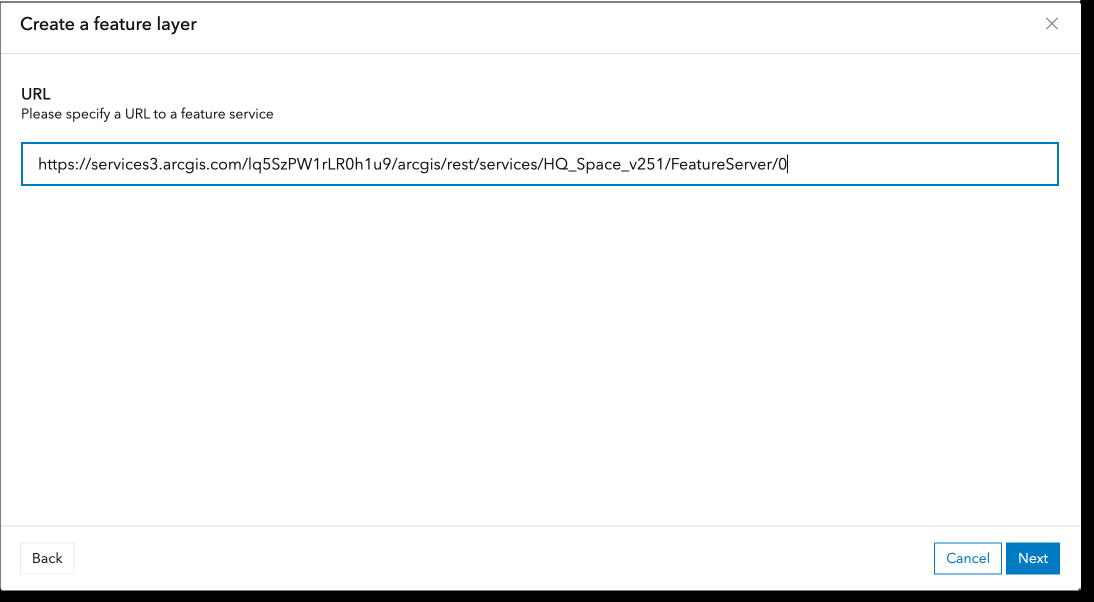 Create a feature layer
URL
Please specify a URL to a feature service
https://services3.arcgis.com/lq5SzPW1rLR0h1u9/arcgis/rest/services/HQ_Space_v251/FeatureServer/0
Back
Cancel
Next